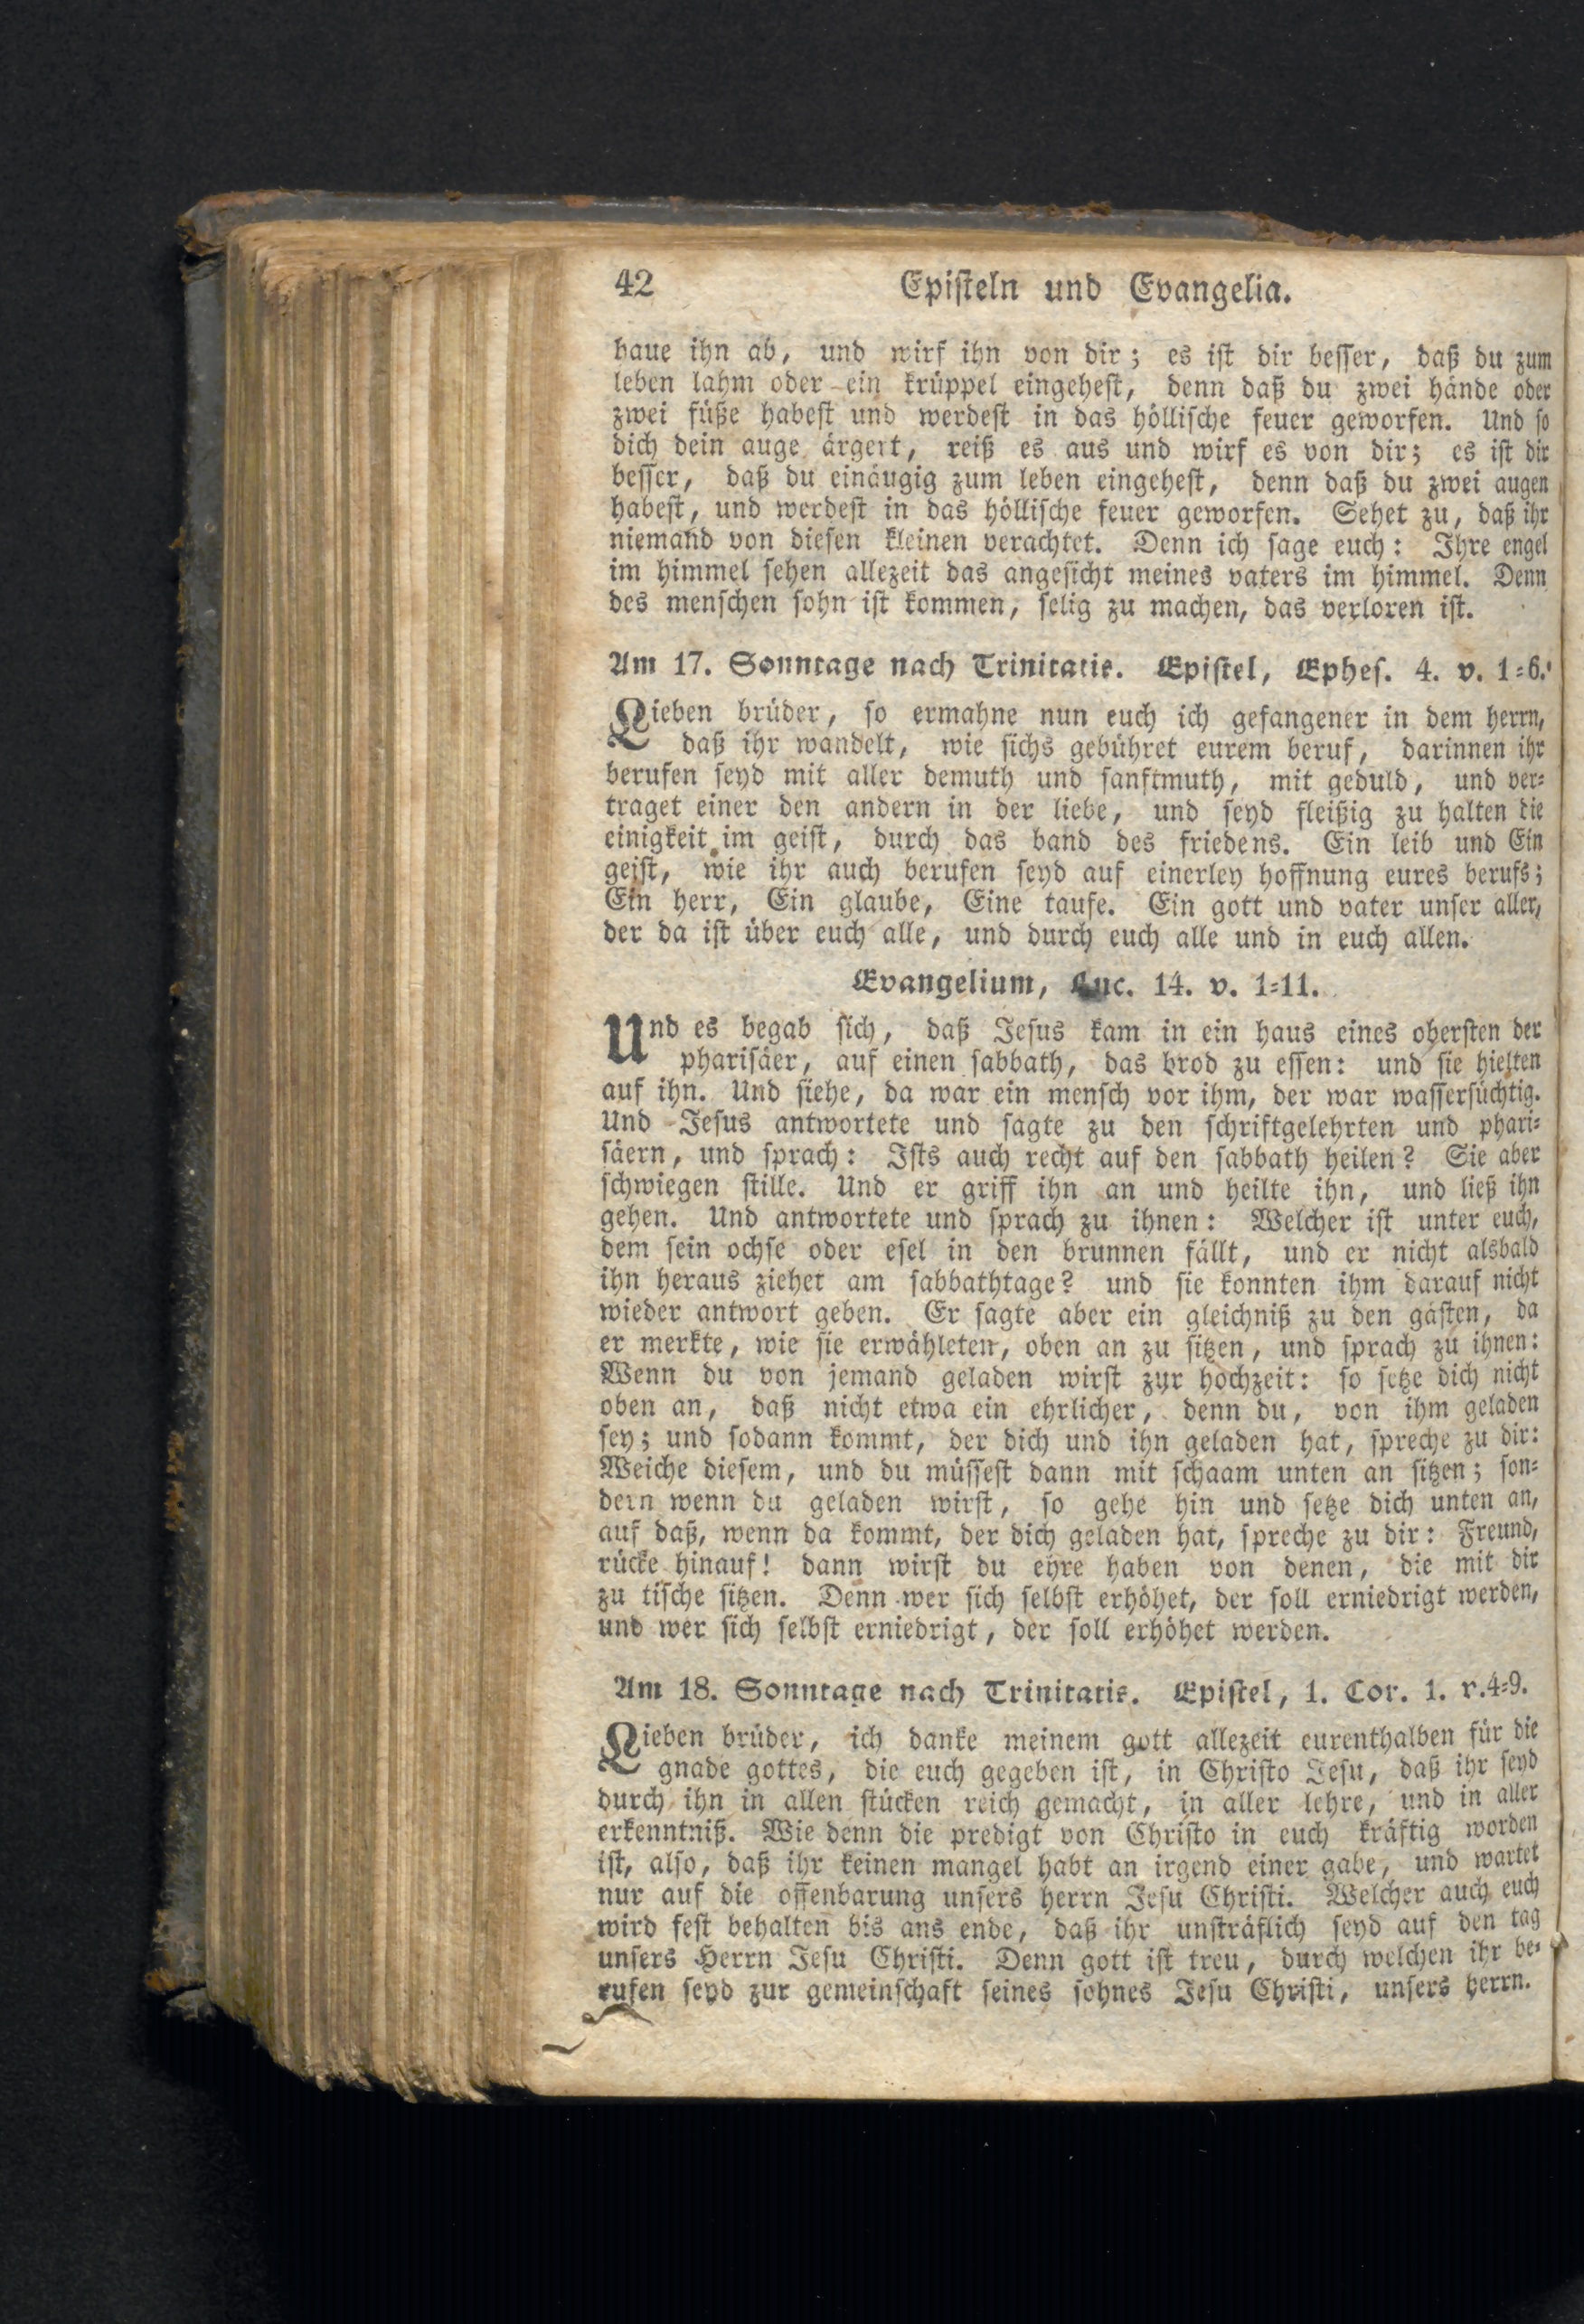 42 Epiſteln und Evangelia.
haue ihn ab, und wirf ihn von dir; es iſt dir beſſer, daß du zum
leben lahm oder ein krüppel eingeheſt, denn daß du zwei hände oder
zwei füße habeſt und werdeſt in das hölliſche feuer geworfen. Und ſo
dich dein auge ärgert, reiß es aus und wirf es von dir; es iſt dir
beſſer, daß du einäugig zum leben eingeheſt, denn daß du zwei augen
habeſt, und werdeſt in das hölliſche feuer geworfen. Sehet zu, daß ihr
niemand von dieſen kleinen verachtet. Denn ich ſage euch: Ihre engel
im himmel ſehen allezeit das angeſicht meines vaters im himmel. Denn
des menſchen ſohn iſt kommen, ſelig zu machen, das verloren iſt.
Am 17. Sonntage nach Trinitatis. Epiſtel, Epheſ. 4. v. 1=6.
Lieben brüder, ſo ermahne nun euch ich gefangener in dem herrn,
daß ihr wandelt, wie ſichs gebühret eurem beruf, darinnen ihr
berufen ſeyd mit aller demuth und ſanftmuth, mit geduld, und ver=
traget einer den andern in der liebe, und ſeyd fleißig zu halten die
einigkeit im geiſt, durch das band des friedens. Ein leib und Ein
geiſt, wie ihr auch berufen ſeyd auf einerley hoffnung eures berufs;
Ein herr, Ein glaube, Eine taufe. Ein gott und vater unſer aller,
der da iſt über euch alle, und durch euch alle und in euch allen.
Evangelium, Luc. 14. v. 1=11.
Und es begab ſich, daß Jeſus kam in ein haus eines oberſten der
phariſäer, auf einen ſabbath, das brod zu eſſen: und ſie hielten
auf ihn. Und ſiehe, da war ein menſch vor ihm, der war waſſerſüchtig.
Und Jeſus antwortete und ſagte zu den ſchriftgelehrten und phari=
ſäern, und ſprach: Iſts auch recht auf den ſabbath heilen? Sie aber
ſchwiegen ſtille. Und er griff ihn an und heilte ihn, und ließ ihn
gehen. Und antwortete und ſprach zu ihnen: Welcher iſt unter euch,
dem ſein ochſe oder eſel in den brunnen fällt, und er nicht alsbald
ihn heraus ziehet am ſabbathtage? und ſie konnten ihm darauf nicht
wieder antwort geben. Er ſagte aber ein gleichniß zu den gäſten, da
er merkte, wie ſie erwähleten, oben an zu ſitzen, und ſprach zu ihnen:
Wenn du von jemand geladen wirſt zur hochzeit: ſo ſetze dich nicht
oben an, daß nicht etwa ein ehrlicher, denn du, von ihm geladen
ſey; und ſodann kommt, der dich und ihn geladen hat, ſpreche zu dir:
Weiche dieſem, und du müſſeſt dann mit ſchaam unten an ſitzen; ſon=
dern wenn du geladen wirſt, ſo gehe hin und ſetze dich unten an,
auf daß, wenn da kommt, der dich geladen hat, ſpreche zu dir: Freund,
rücke hinauf! dann wirſt du ehre haben von denen, die mit dir
zu tiſche ſitzen. Denn wer ſich ſelbſt erhöhet, der ſoll erniedrigt werden,
und wer ſich ſelbſt erniedrigt, der ſoll erhöhet werden.
Am 18. Sonntage nach Trinitatis. Epiſtel, 1. Cor. 1. v. 4=9.
Lieben brüder, ich danke meinem gott allezeit eurenthalben für die
gnade gottes, die euch gegeben iſt, in Chriſto Jeſu, daß ihr ſeyd
durch ihn in allen ſtücken reich gemacht, in aller lehre, und in aller
erkenntniß. Wie denn die predigt von Chriſto in euch kräftig worden
iſt, alſo, daß ihr keinen mangel habt an irgend einer gabe, und wartet
nur auf die offenbarung unſers herrn Jeſu Chriſti. Welcher auch euch
wird feſt behalten bis ans ende, daß ihr unſträflich ſeyd auf den tag
unſers Herrn Jeſu Chriſti. Denn gott iſt treu, durch welchen ihr be=
rufen ſeyd zur gemeinſchaft ſeines ſohnes Jeſu Chriſti, unſers herrn.